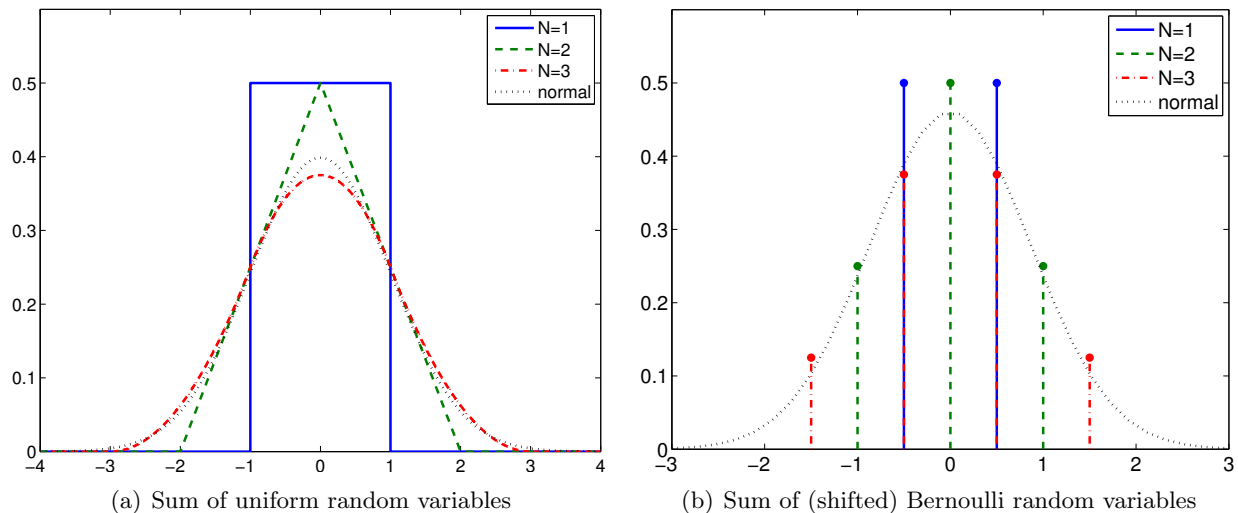 N=1
N=2
N=3
normal
0.5
0.4
0.3
0.2
0.1
0
−4 −3 −2 −1 0 1 2 3 4
(a) Sum of uniform random variables
N=1
N=2
N=3
normal
0.5
0.4
0.3
0.2
0.1
0
−3 −2 −1 0 1 2 3
(b) Sum of (shifted) Bernoulli random variables